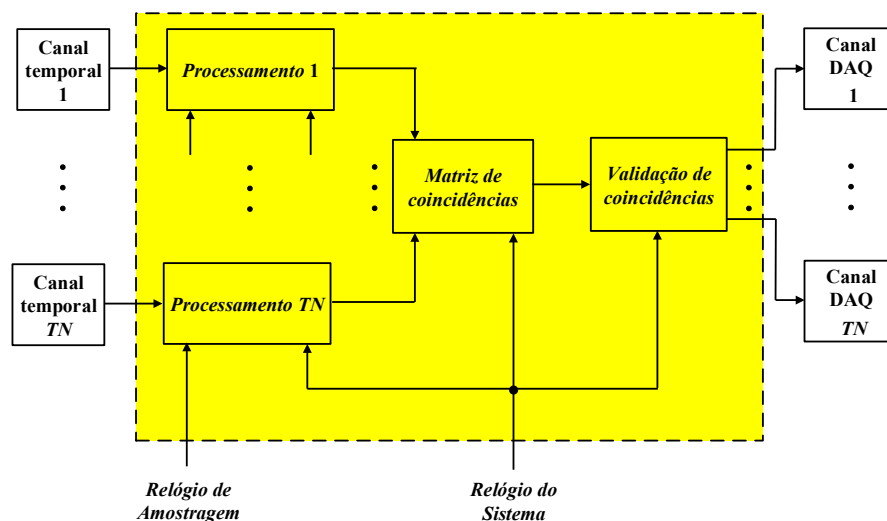 Canal
temporal
1
Processamento 1
Canal
DAQ
1
Matriz de
coincidências
Validação de
coincidências
Canal
temporal
TN
Processamento TN
Canal
DAQ
TN
Relógio de
Amostragem
Relógio do
Sistema